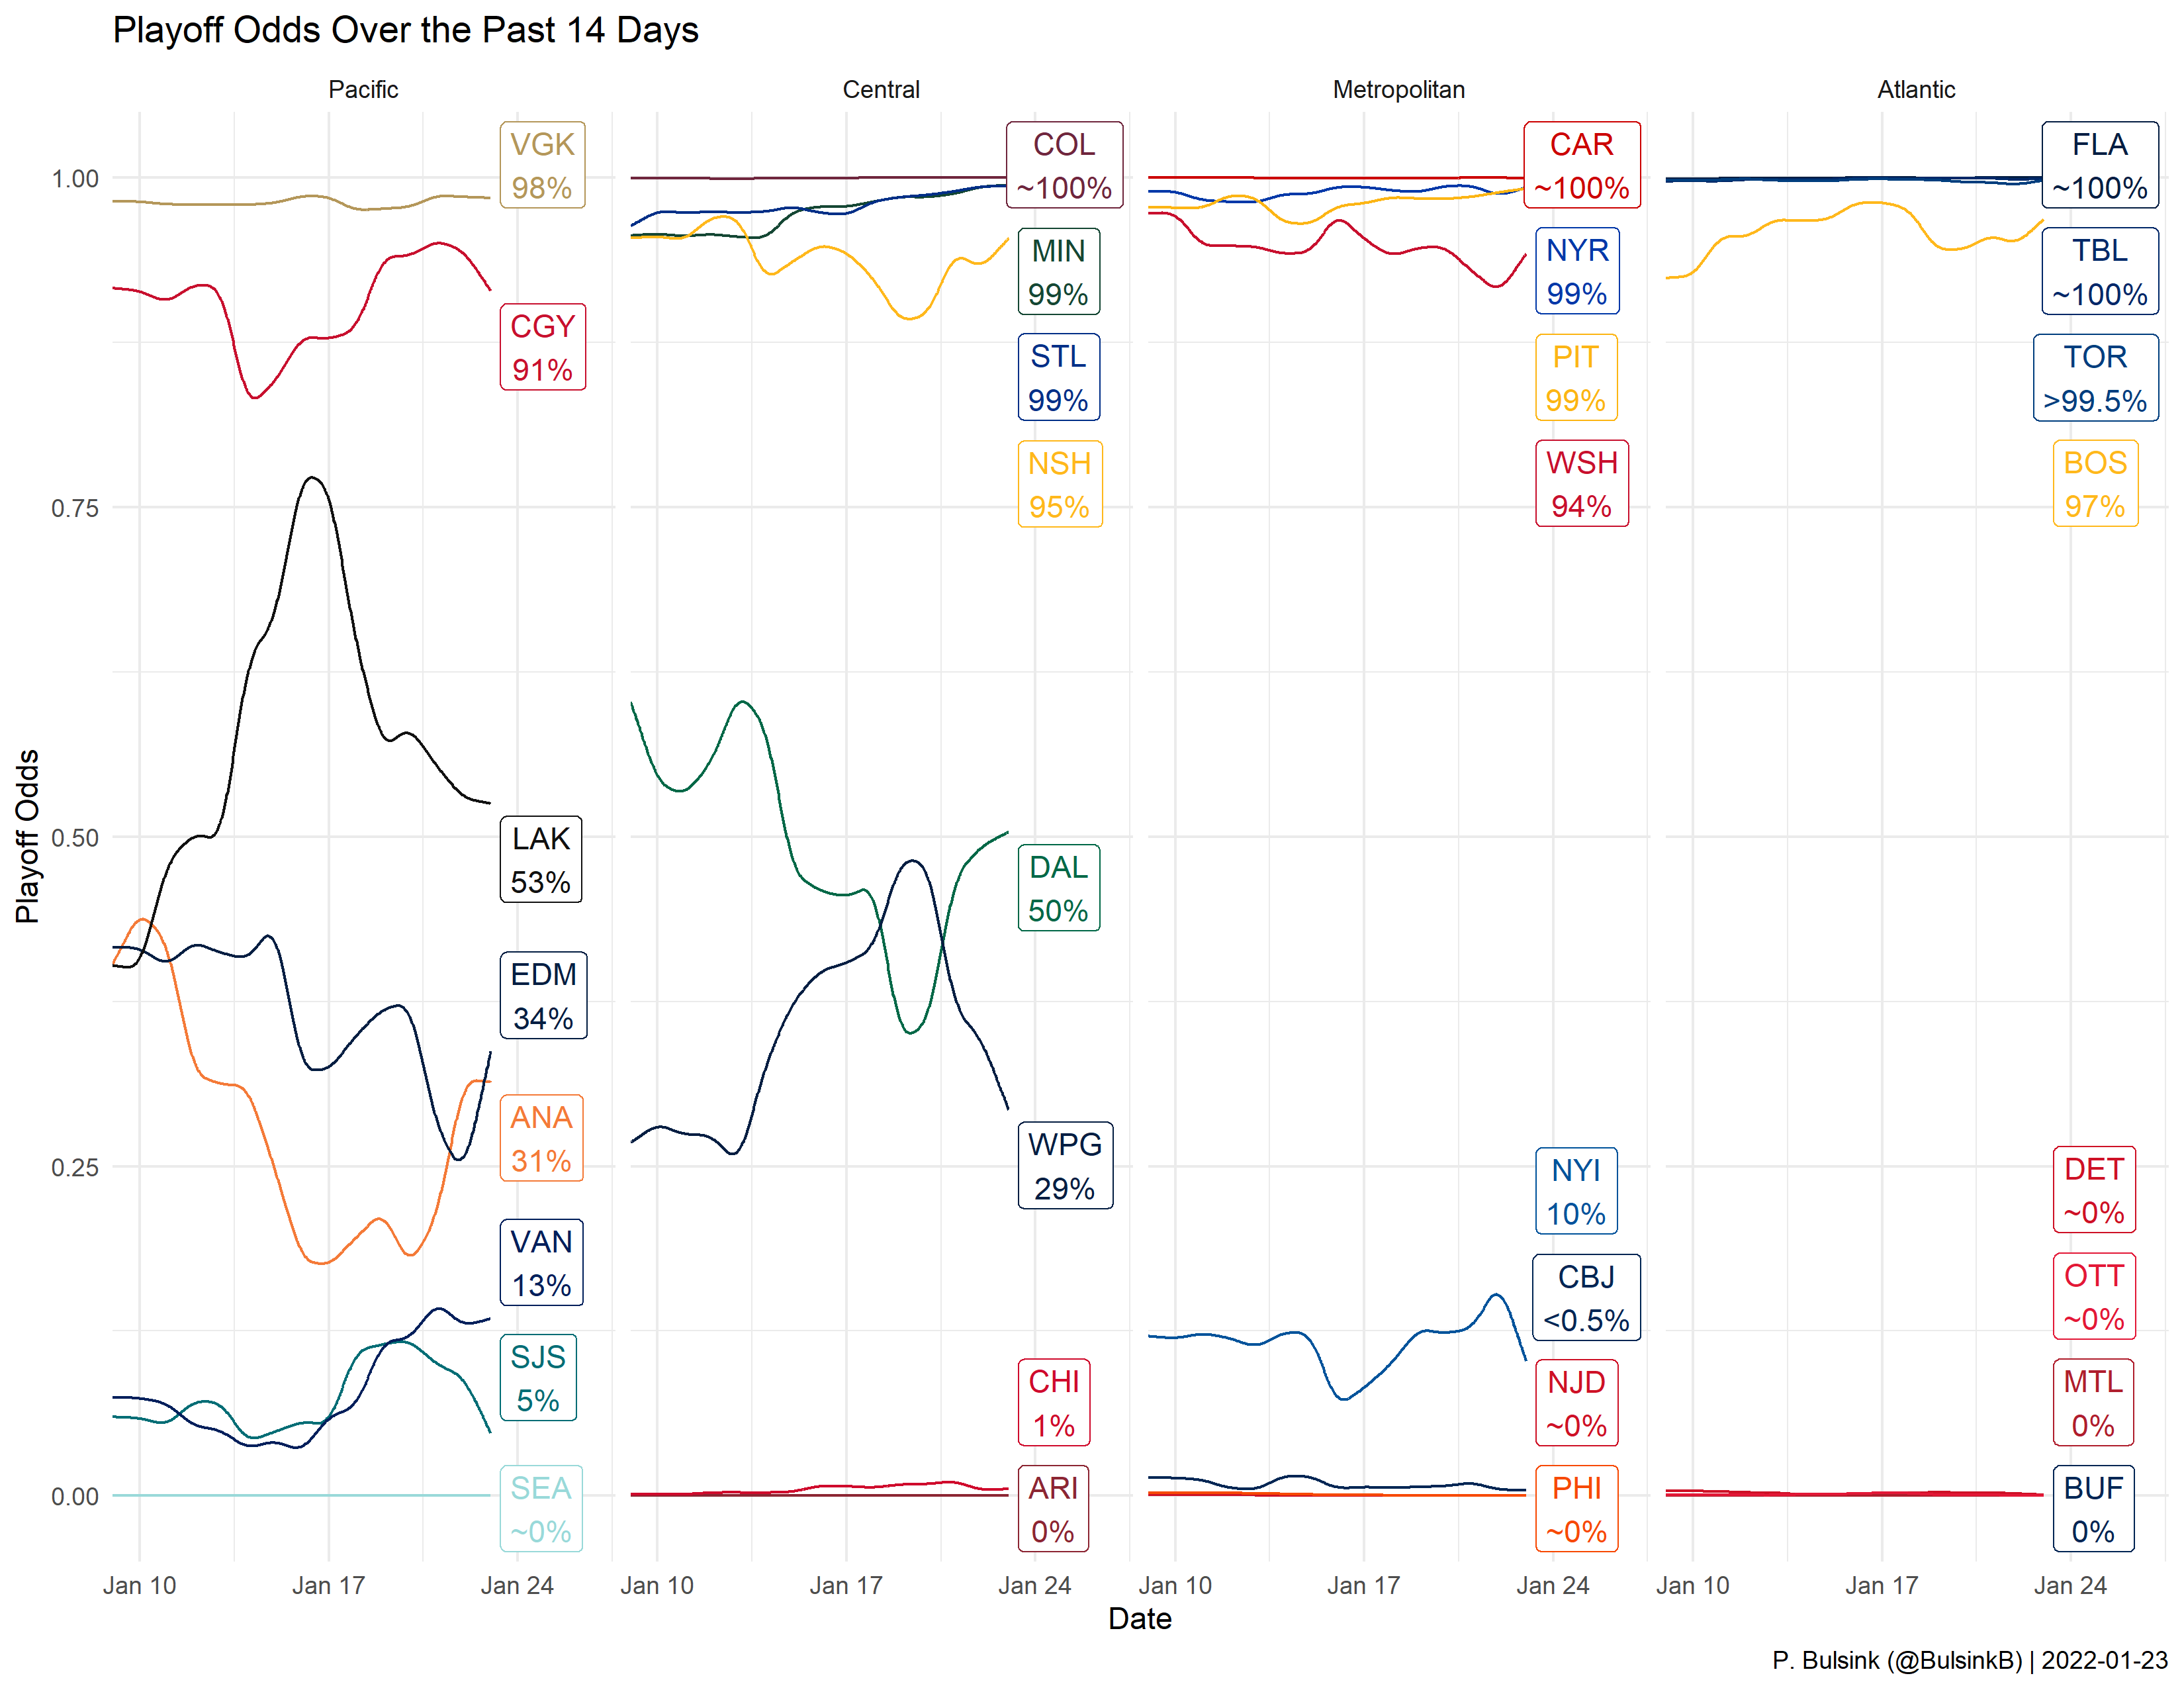 Playoff Odds Over the Past 14 Days
Pacific
Central
Metropolitan
Atlantic
Playoff Odds
1.00
0.75
0.50
0.25
0.00
VGK
98%
CGY
91%
LAK
53%
EDM
34%
ANA
31%
VAN
13%
SJS
5%
SEA
~0%
COL
~100%
MIN
99%
STL
99%
NSH
95%
DAL
50%
WPG
29%
CHI
1%
ARI
0%
CAR
~100%
NYR
99%
PIT
99%
WSH
94%
NYI
10%
CBJ
<0.5%
NJD
~0%
PHI
~0%
FLA
~100%
TBL
~100%
TOR
>99.5%
BOS
97%
DET
~0%
OTT
~0%
MTL
0%
BUF
0%
Jan 10
Jan 17
Jan 24
Jan 10
Jan 17
Jan 24
Jan 10
Jan 17
Jan 24
Jan 10
Jan 17
Jan 24
Date
P. Bulsink (@BulsinkB) | 2022-01-23